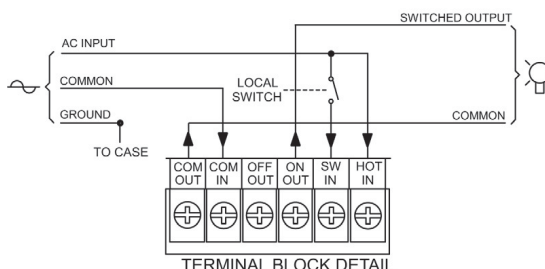 SWITCHED OUTPUT
AC INPUT
COMMON
LOCAL
SWITCH
GROUND
COMMON
TO CASE
COM
OUT
COM
IN
OFF
OUT
ON
OUT
SW
IN
HOT
IN
TERMINAL BLOCK DETAIL